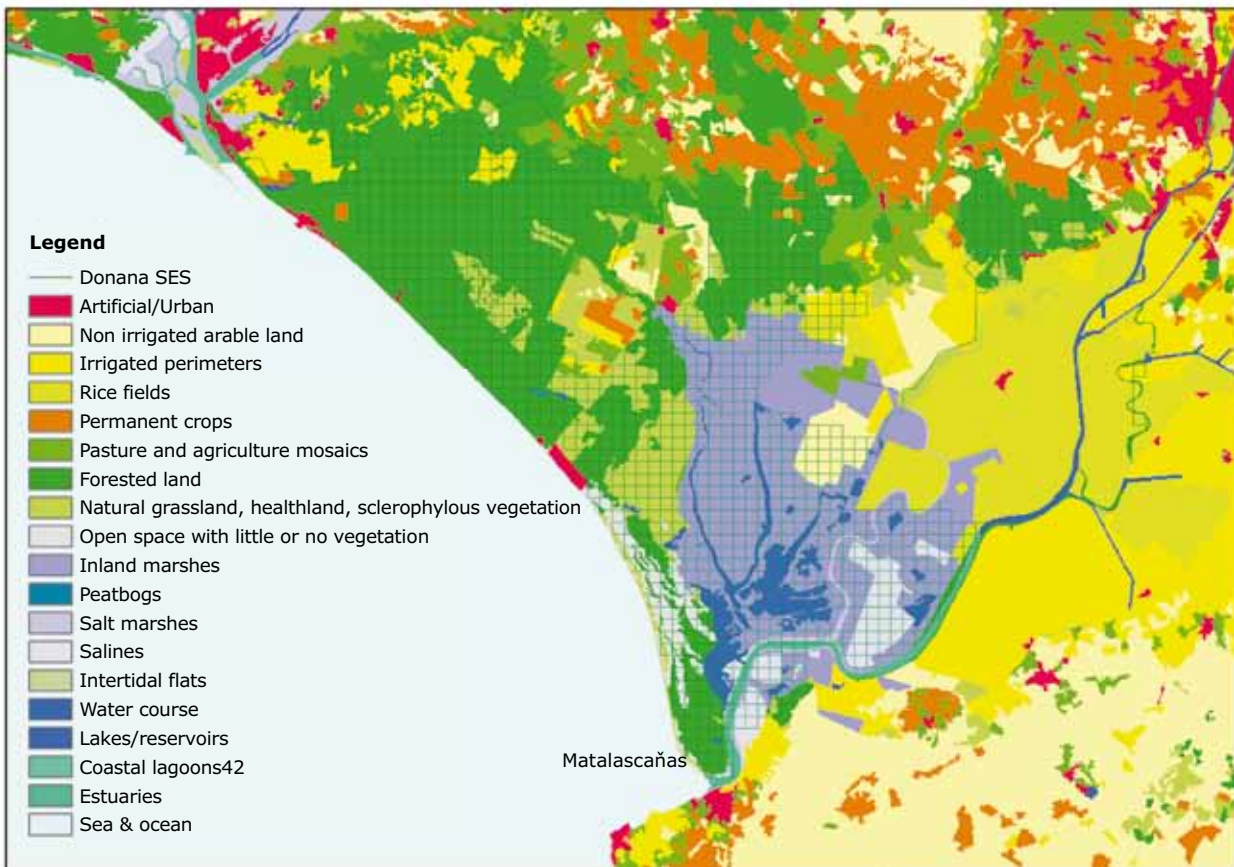 Legend
Donana SES
Artificial/Urban
Non irrigated arable land
Irrigated perimeters
Rice fields
Permanent crops
Pasture and agriculture mosaics
Forested land
Natural grassland, healthland, sclerophylous vegetation
Open space with little or no vegetation
Inland marshes
Peatbogs
Salt marshes
Salines
Intertidal flats
Water course
Lakes/reservoirs
Coastal lagoons42
Estuaries
Sea & ocean
Matalascaňas